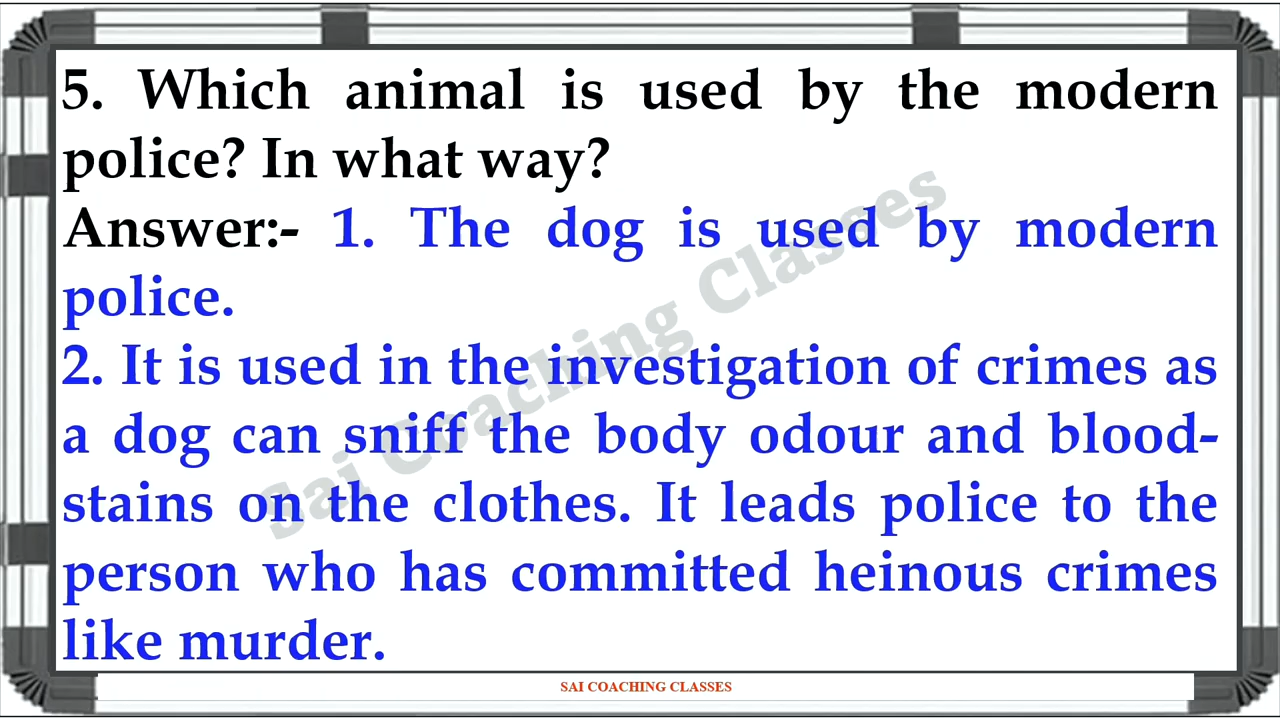 5. Which animal is used by the modern
police? In what way?
Answer:- 1. The dog is used by modern
police.
2. It is used in the investigation of crimes as
a dog can sniff the body odour and blood-
stains on the clothes. It leads police to the
person who has committed heinous crimes
like murder.
Sai Coaching Classes
SAI COACHING CLASSES